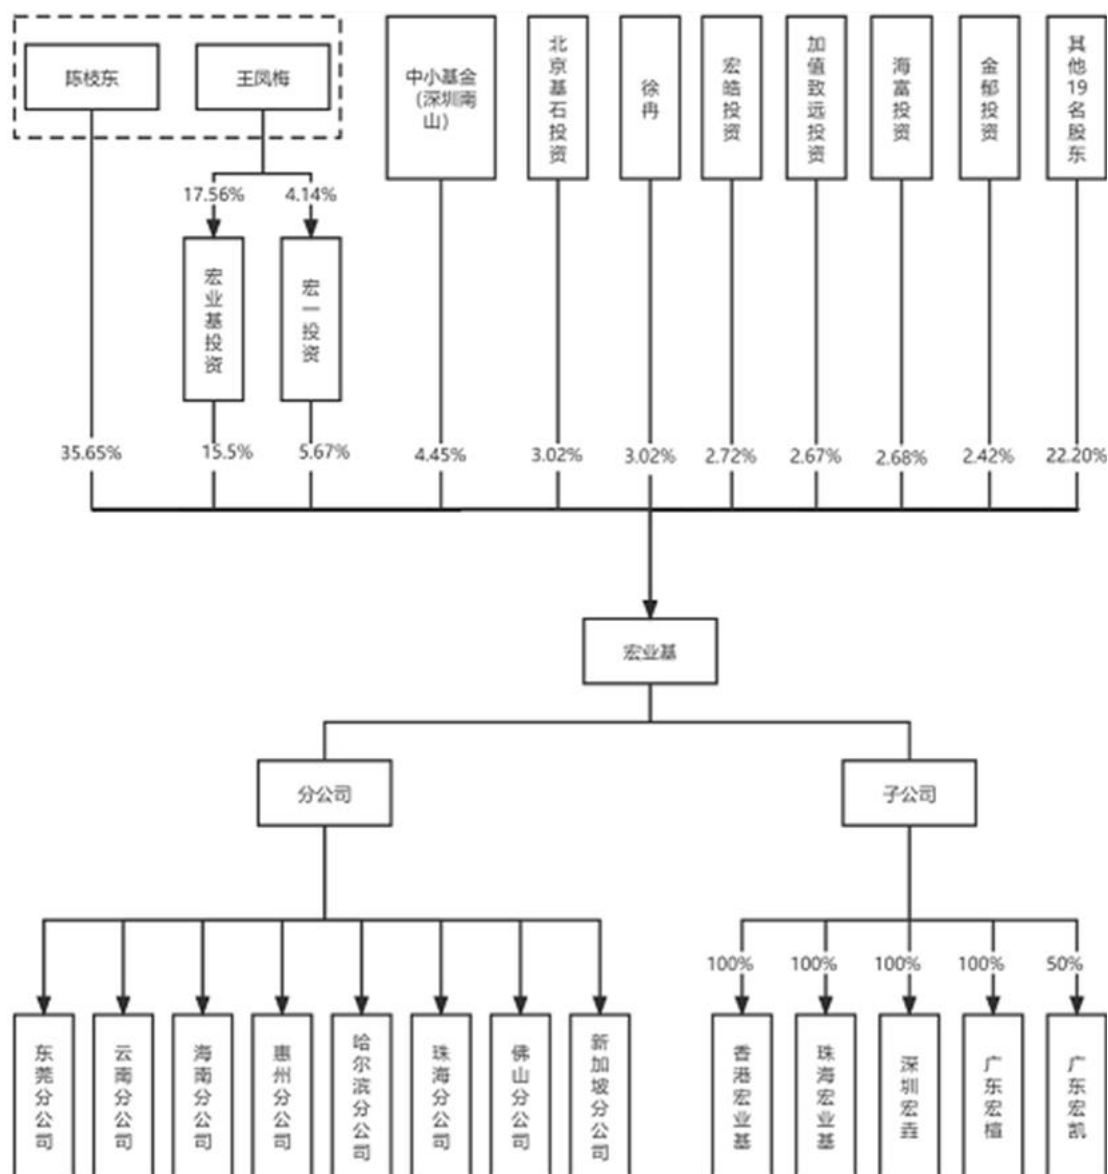 陈枝东
王凤梅
中小基金
（深圳南
山）
北京基石投资
徐冉
宏皓投资
加值致远投资
海富投资
金郁投资
其他19名股东
17.56%
4.14%
宏业基投资
宏一投资
35.65%
15.5%
5.67%
4.45%
3.02%
3.02%
2.72%
2.67%
2.68%
2.42%
22.20%
宏业基
分公司
子公司
100%
100%
100%
100%
50%
东莞分公司
云南分公司
海南分公司
惠州分公司
哈尔滨分公司
珠海分公司
佛山分公司
新加坡分公司
香港宏业基
珠海宏业基
深圳宏垚
广东宏楦
广东宏凯